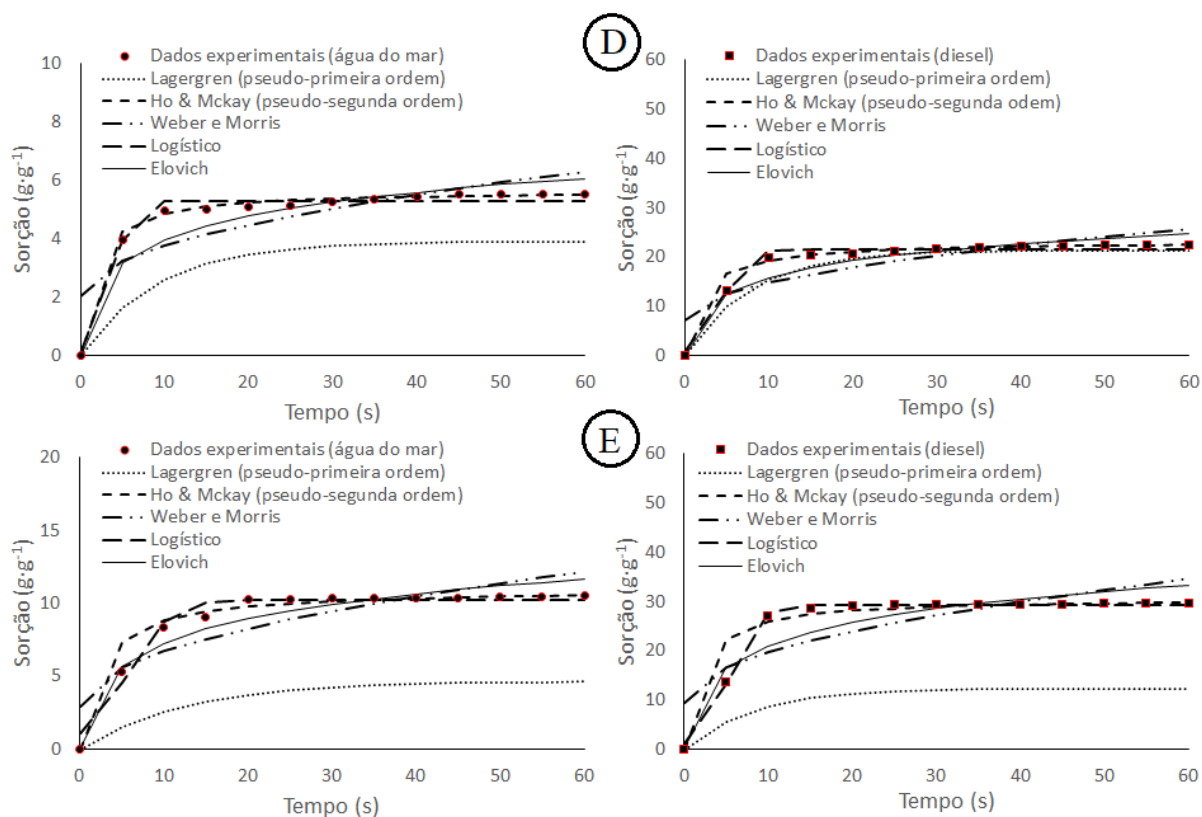 D
10
8
6
4
2
0
Sorção (g·g⁻¹)
Dados experimentais (água do mar)
Lagergren (pseudo-primeira ordem)
Ho & Mckay (pseudo-segunda ordem)
Weber e Morris
Logístico
Elovich
0 10 20 30 40 50 60
Tempo (s)
60
50
40
30
20
10
0
Sorção (g·g⁻¹)
Dados experimentais (diesel)
Lagergren (pseudo-primeira ordem)
Ho & Mckay (pseudo-segunda odem)
Weber e Morris
Logístico
Elovich
0 10 20 30 40 50 60
Tempo (s)
E
20
15
10
5
0
Sorção (g·g⁻¹)
Dados experimentais (água do mar)
Lagergren (pseudo-primeira ordem)
Ho & Mckay (pseudo-segunda ordem)
Weber e Morris
Logístico
Elovich
0 10 20 30 40 50 60
Tempo (s)
60
50
40
30
20
10
0
Sorção (g·g⁻¹)
Dados experimentais (diesel)
Lagergren (pseudo-primeira ordem)
Ho & Mckay (pseudo-segunda ordem)
Weber e Morris
Logístico
Elovich
0 10 20 30 40 50 60
Tempo (s)